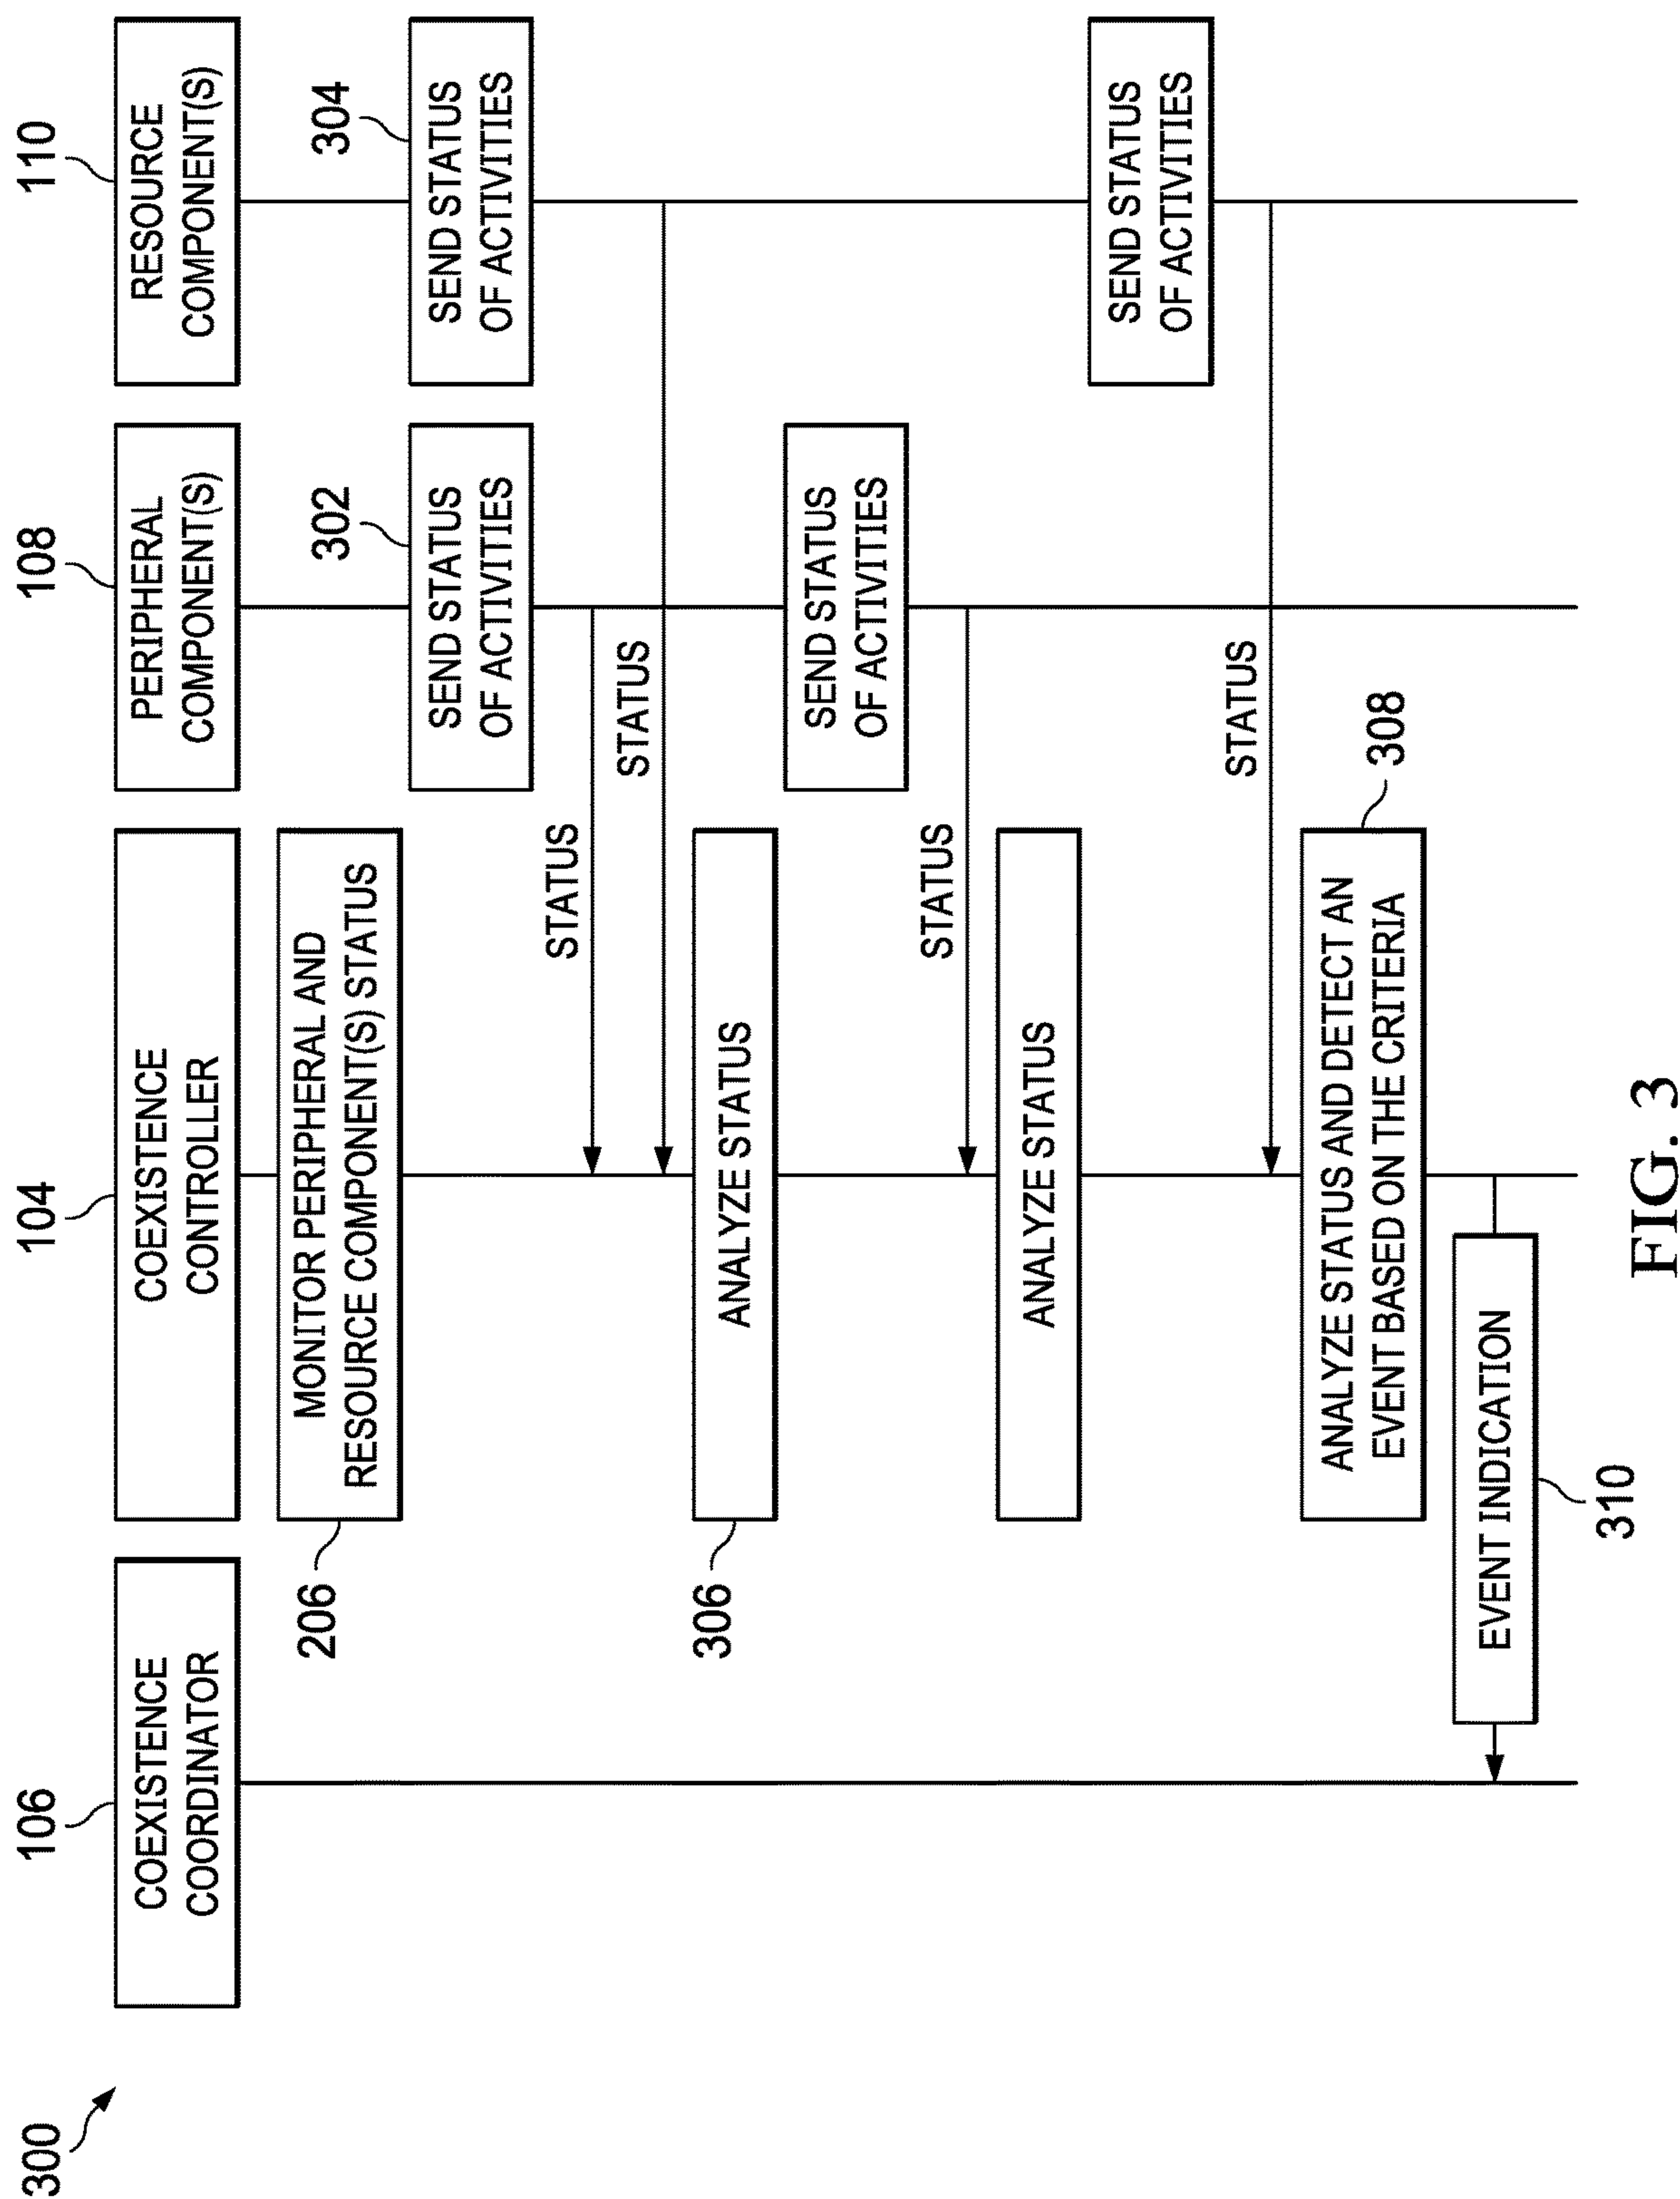 300
106
104
108
110
COEXISTENCE
COORDINATOR
COEXISTENCE
CONTROLLER
PERIPHERAL
COMPONENT(S)
RESOURCE
COMPONENT(S)
206
MONITOR PERIPHERAL AND
RESOURCE COMPONENT(S) STATUS
302
304
SEND STATUS
OF ACTIVITIES
SEND STATUS
OF ACTIVITIES
STATUS
STATUS
306
ANALYZE STATUS
SEND STATUS
OF ACTIVITIES
STATUS
ANALYZE STATUS
SEND STATUS
OF ACTIVITIES
STATUS
308
ANALYZE STATUS AND DETECT AN
EVENT BASED ON THE CRITERIA
EVENT INDICATION
310
FIG. 3